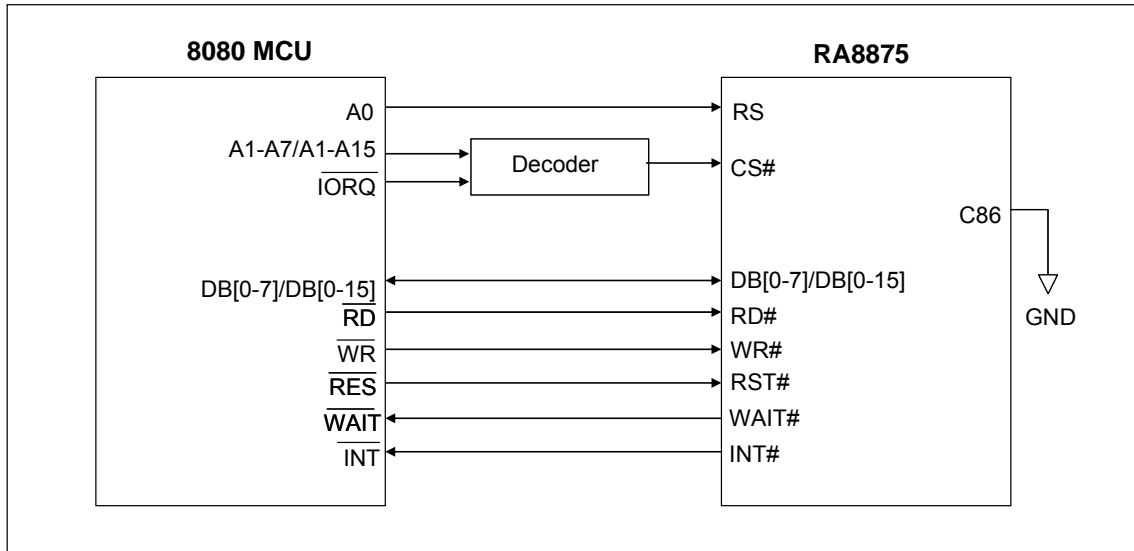 8080 MCU
RA8875
A0
RS
A1-A7/A1-A15
Decoder
CS#
IORQ
C86
DB[0-7]/DB[0-15]
DB[0-7]/DB[0-15]
GND
RD
RD#
WR
WR#
RES
RST#
WAIT
WAIT#
INT
INT#